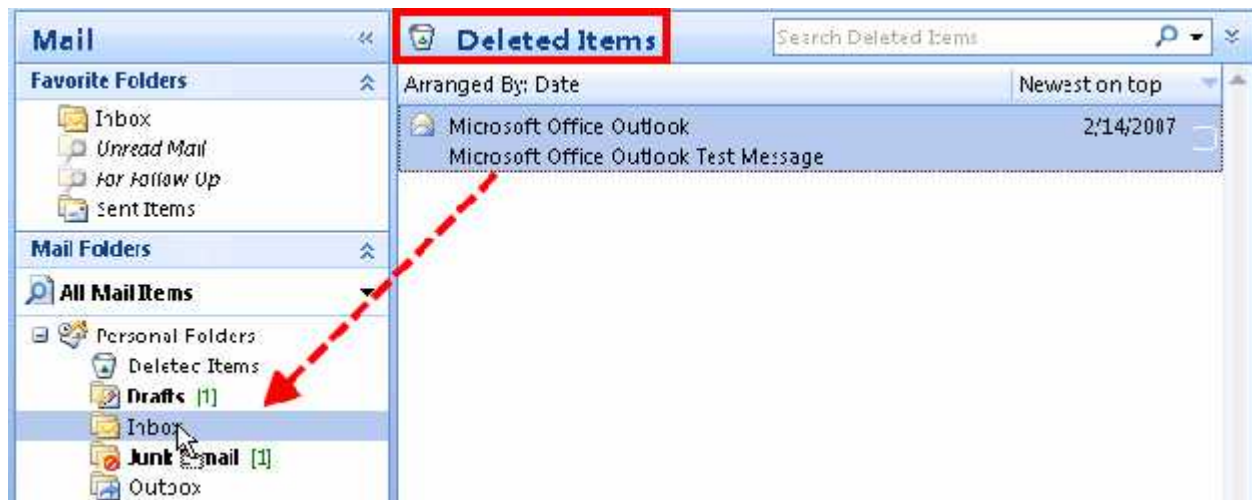 Mail
Favorite Folders
Inbox
Unread Mail
For Follow Up
Sent Items
Mail Folders
All Mail Items
Personal Folders
Deleted Items
Drafts [1]
Inbox
Junk E-mail [1]
Outbox
Deleted Items
Search Deleted Items
Arranged By: Date
Newest on top
Microsoft Office Outlook 2/14/2007
Microsoft Office Outlook Test Message